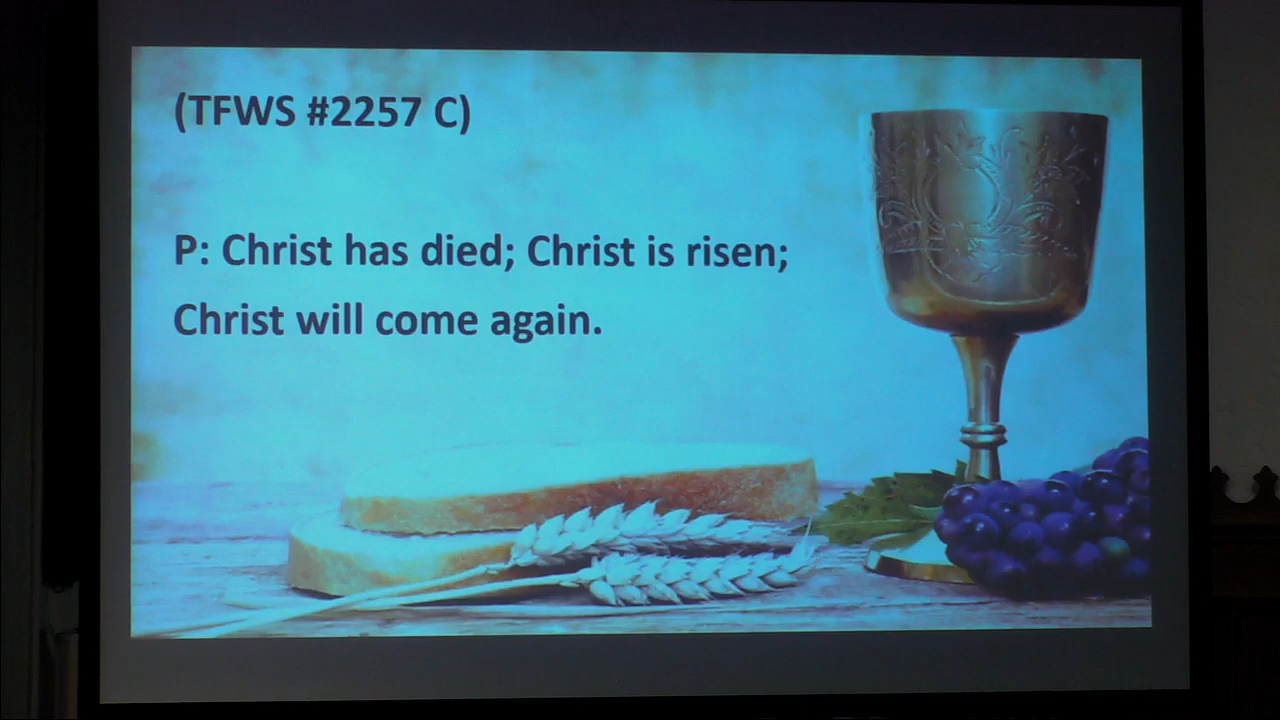 (TFWS #2257 C)
P: Christ has died; Christ is risen;
Christ will come again.